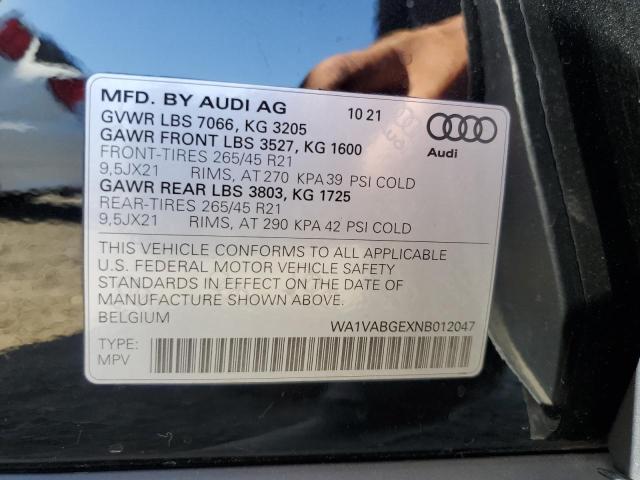 MFD. BY AUDI AG 10 21
GVWR LBS 7066, KG 3205
GAWR FRONT LBS 3527, KG 1600
FRONT-TIRES 265/45 R21
9,5JX21 RIMS, AT 270 KPA 39 PSI COLD
GAWR REAR LBS 3803, KG 1725
REAR-TIRES 265/45 R21
9,5JX21 RIMS, AT 290 KPA 42 PSI COLD
Audi
THIS VEHICLE CONFORMS TO ALL APPLICABLE
U.S. FEDERAL MOTOR VEHICLE SAFETY
STANDARDS IN EFFECT ON THE DATE OF
MANUFACTURE SHOWN ABOVE.
BELGIUM WA1VABGEXNB012047
TYPE:
MPV